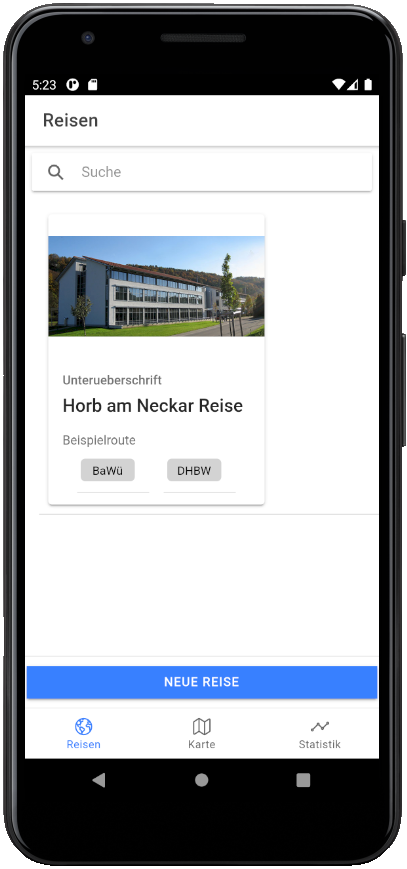 5:23
Reisen
Suche
Unterueberschrift
Horb am Neckar Reise
Beispielroute
BaWü DHBW
NEUE REISE
Reisen Karte Statistik